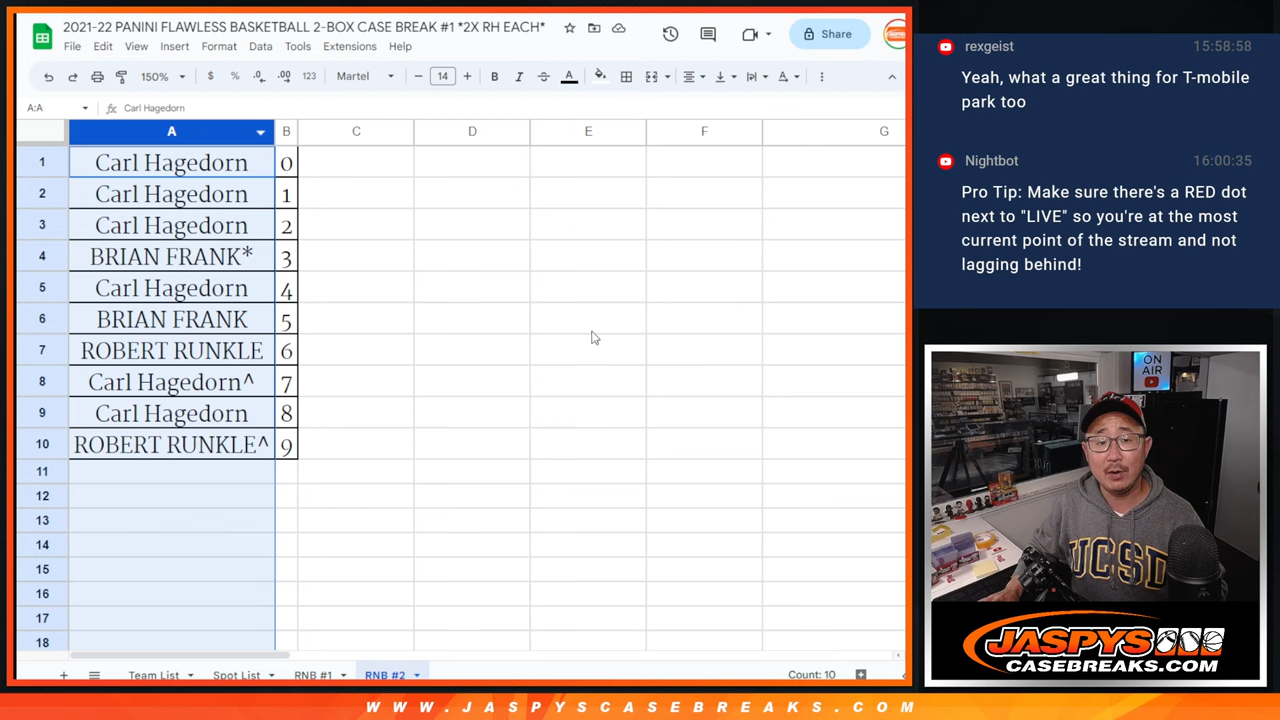 2021-22 PANINI FLAWLESS BASKETBALL 2-BOX CASE BREAK #1 *2X RH EACH*
File Edit View Insert Format Data Tools Extensions Help
Share
150% $ % .0 .00 123 Martel 14 B I A
A:A fx Carl Hagedorn
A B C D E F G
1 Carl Hagedorn 0
2 Carl Hagedorn 1
3 Carl Hagedorn 2
4 BRIAN FRANK* 3
5 Carl Hagedorn 4
6 BRIAN FRANK 5
7 ROBERT RUNKLE 6
8 Carl Hagedorn^ 7
9 Carl Hagedorn 8
10 ROBERT RUNKLE^ 9
11
12
13
14
15
16
17
18
Team List Spot List RNB #1 RNB #2 Count: 10
rexgeist 15:58:58
Yeah, what a great thing for T-mobile
park too
Nightbot 16:00:35
Pro Tip: Make sure there's a RED dot
next to "LIVE" so you're at the most
current point of the stream and not
lagging behind!
ON
AIR
UCSD
JASPYS
CASEBREAKS.COM
WWW.JASPYSCASEBREAKS.COM